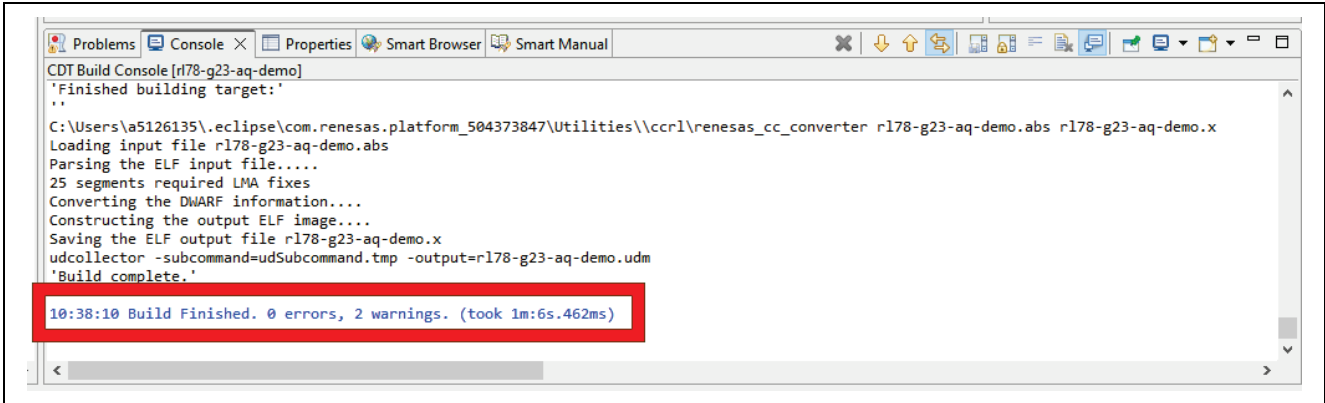 Problems Console Properties Smart Browser Smart Manual
CDT Build Console [rl78-g23-aq-demo]
'Finished building target:'
''
C:\Users\a5126135\.eclipse\com.renesas.platform_504373847\Utilities\\ccrl\renesas_cc_converter rl78-g23-aq-demo.abs rl78-g23-aq-demo.x
Loading input file rl78-g23-aq-demo.abs
Parsing the ELF input file.....
25 segments required LMA fixes
Converting the DWARF information....
Constructing the output ELF image....
Saving the ELF output file rl78-g23-aq-demo.x
udcollector -subcommand=udSubcommand.tmp -output=rl78-g23-aq-demo.udm
'Build complete.'
10:38:10 Build Finished. 0 errors, 2 warnings. (took 1m:6s.462ms)